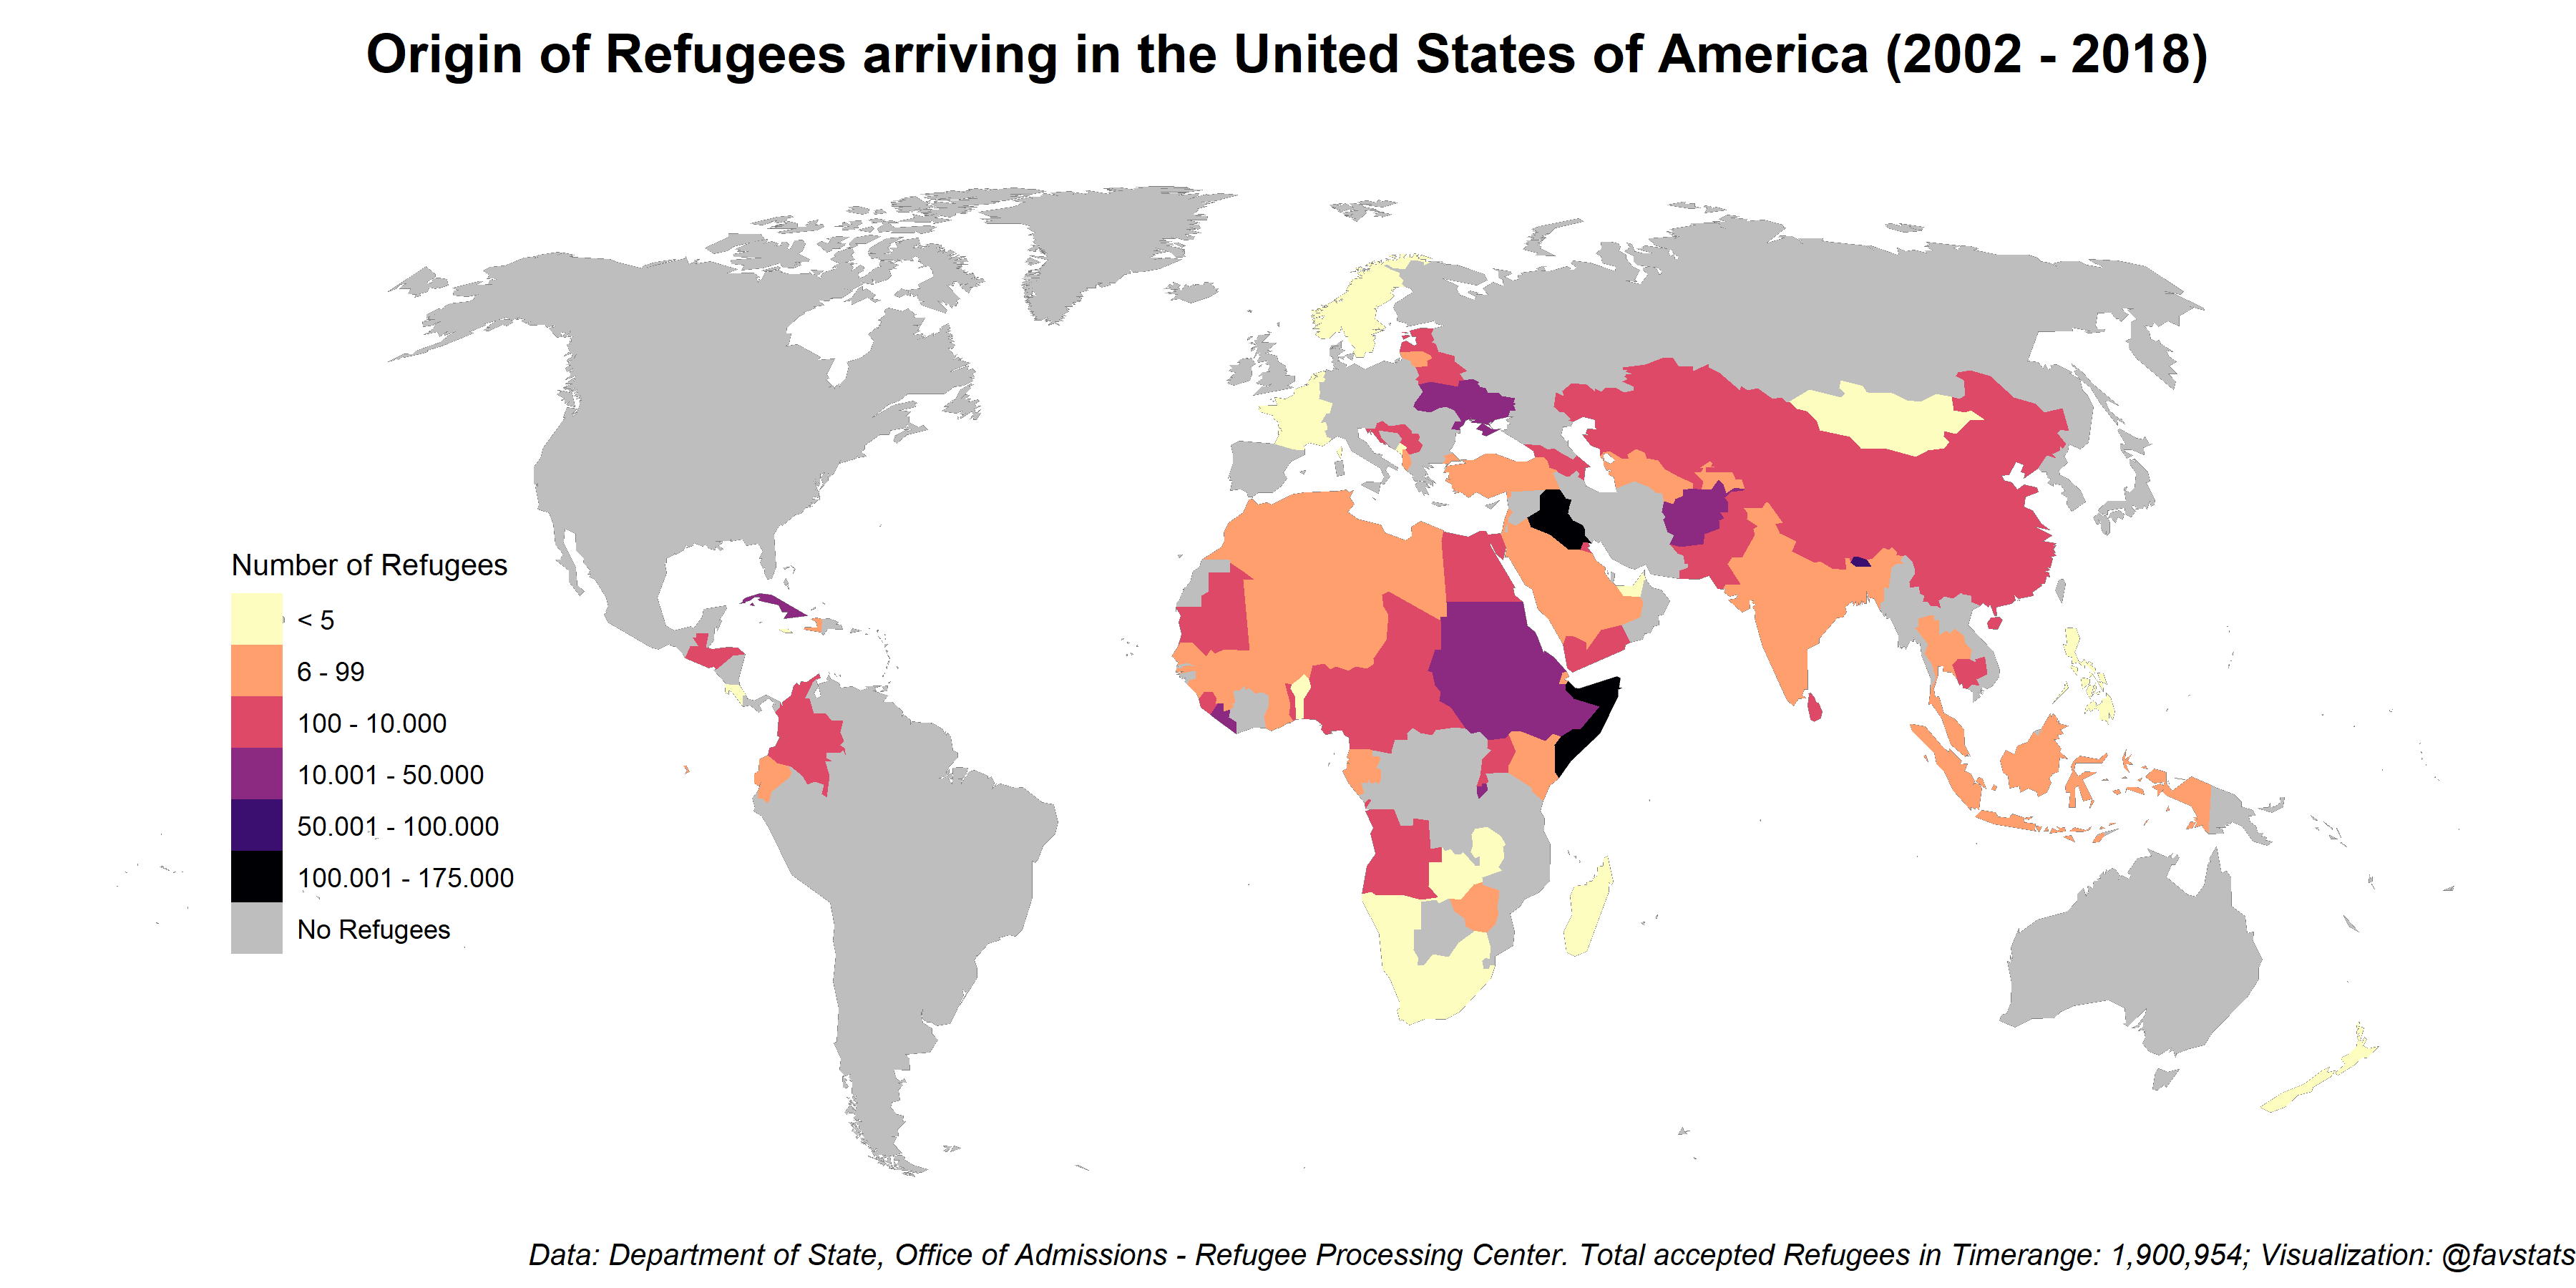 Origin of Refugees arriving in the United States of America (2002 - 2018)
Number of Refugees
< 5
6 - 99
100 - 10.000
10.001 - 50.000
50.001 - 100.000
100.001 - 175.000
No Refugees
Data: Department of State, Office of Admissions - Refugee Processing Center. Total accepted Refugees in Timerange: 1,900,954; Visualization: @favstats